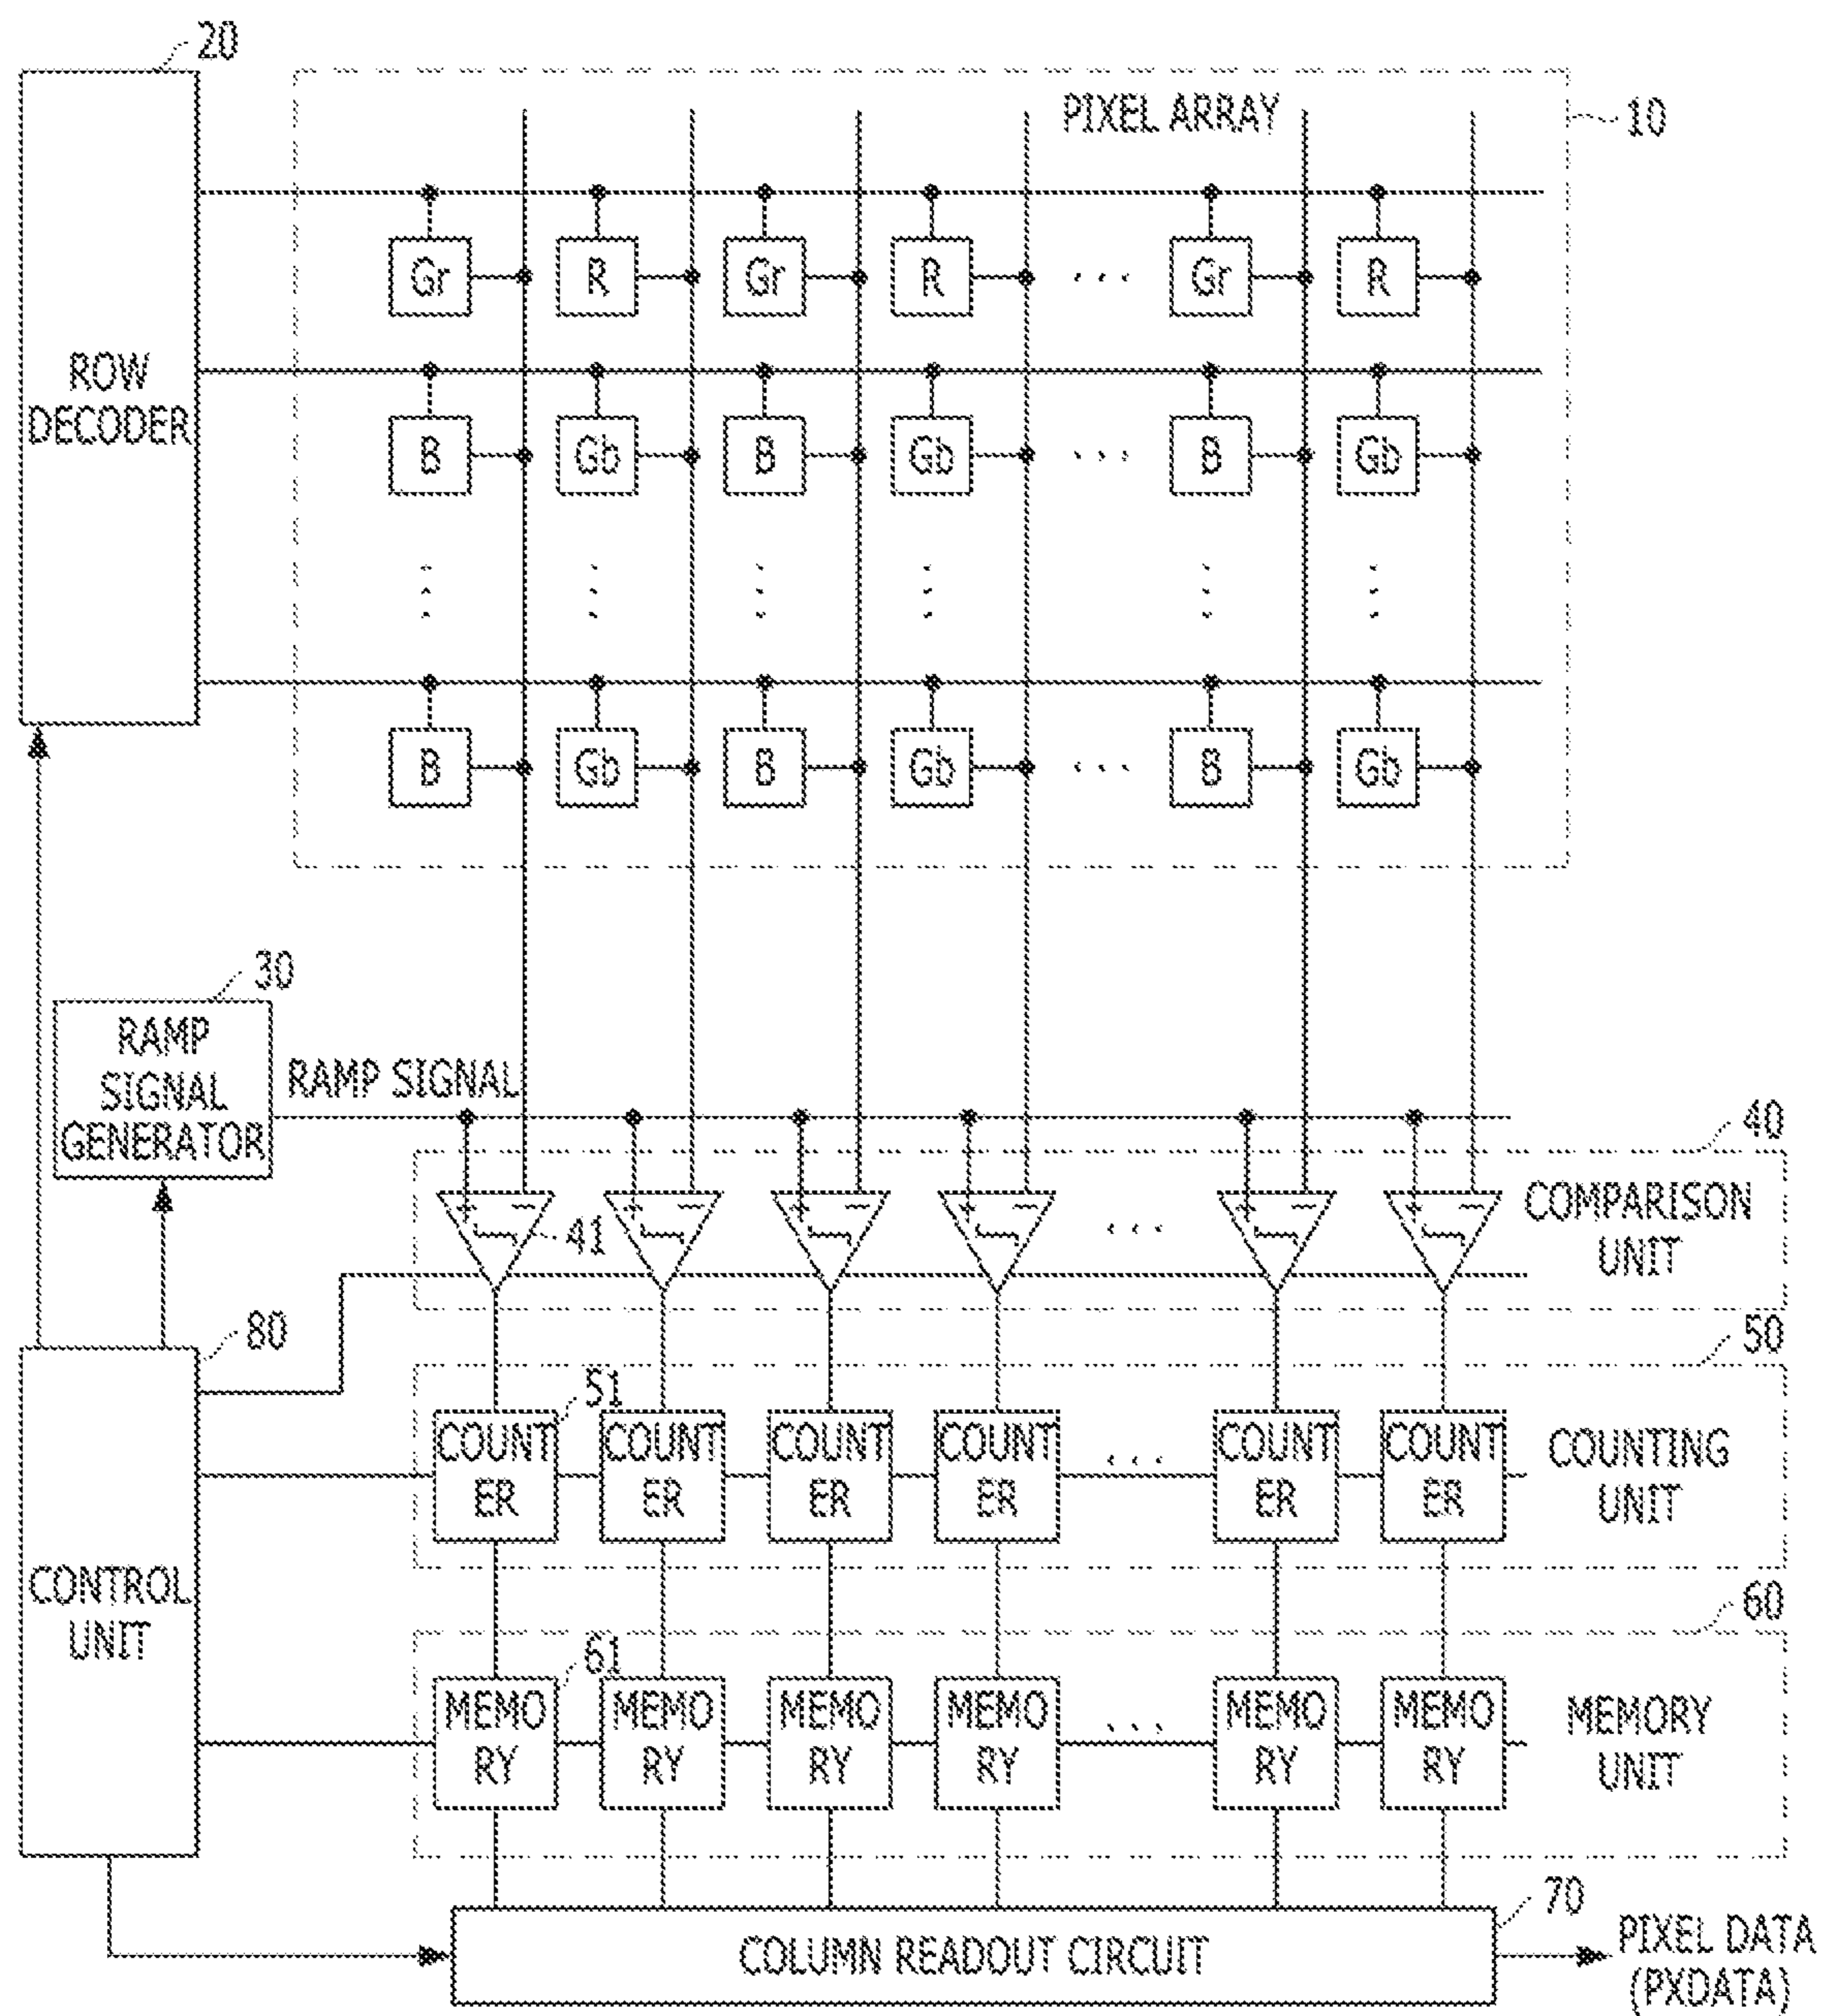 20
PIXEL ARRAY
10
Gr R Gr R ... Gr R
ROW
DECODER
B Gb B Gb ... B Gb
B Gb B Gb ... B Gb
30
RAMP
SIGNAL
GENERATOR
RAMP SIGNAL
40
+ − + − + − + − ... + − + −
41
COMPARISON
UNIT
80
50
51
COUNT COUNT COUNT COUNT ... COUNT COUNT
ER ER ER ER ER ER
COUNTING
UNIT
CONTROL
UNIT
60
61
MEMO MEMO MEMO MEMO ... MEMO MEMO
RY RY RY RY RY RY
MEMORY
UNIT
70
COLUMN READOUT CIRCUIT
PIXEL DATA
(PXDATA)